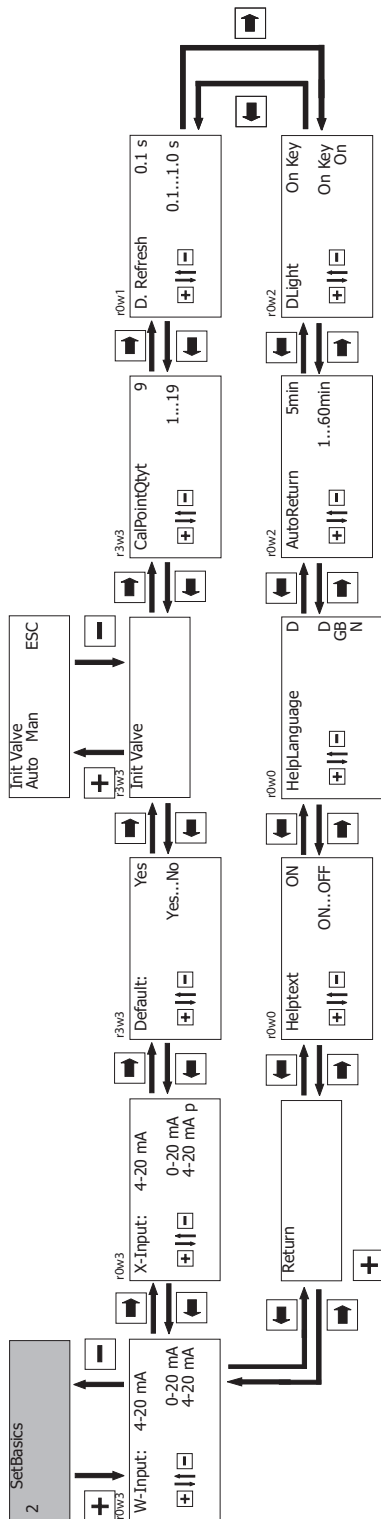 2
SetBasics
+
−
r0w3
W-Input: 4-20 mA
0-20 mA
4-20 mA
+ −
r0w3
X-Input: 4-20 mA
0-20 mA
4-20 mA p
+ −
r3w3
Default: Yes
Yes...No
+ −
Init Valve
Auto Man ESC
+
−
r3w3
Init Valve
r3w3
CalPointQtyt 9
1...19
+ −
r0w1
D. Refresh 0.1 s
0.1...1.0 s
+ −
Return
+
r0w0
Helptext ON
ON...OFF
+ −
r0w0
HelpLanguage D
D
GB
N
+ −
r0w2
AutoReturn 5min
1...60min
+ −
r0w2
DLight On Key
On Key
On
+ −